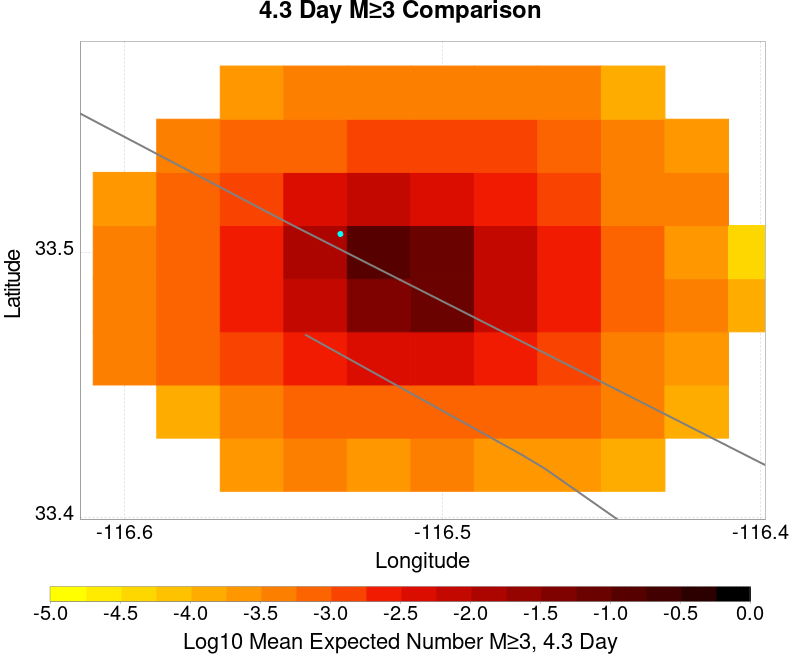 4.3 Day M≥3 Comparison
Latitude
33.5
33.4
-116.6 -116.5 -116.4
Longitude
-5.0 -4.5 -4.0 -3.5 -3.0 -2.5 -2.0 -1.5 -1.0 -0.5 0.0
Log10 Mean Expected Number M≥3, 4.3 Day